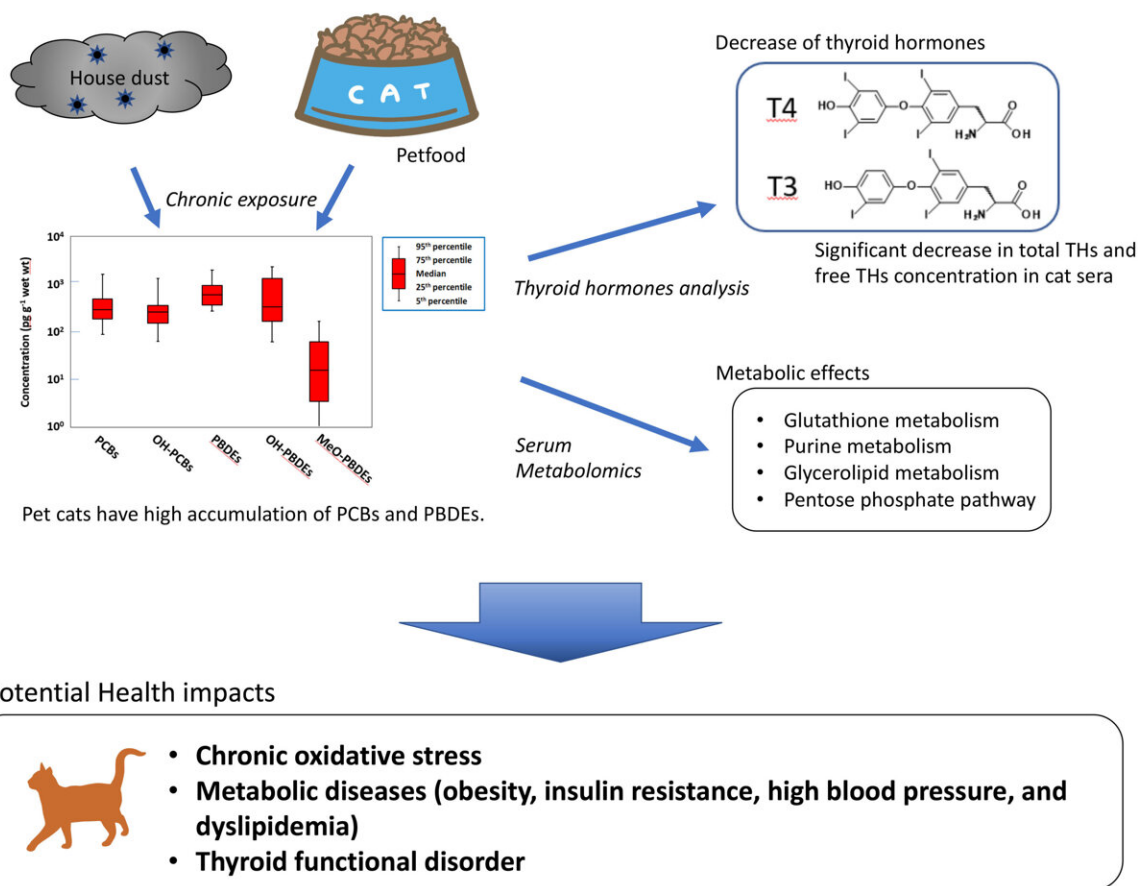 House dust
CAT
Petfood
Chronic exposure
10⁴
10³
10²
10¹
10⁰
Concentration (pg g⁻¹ wet wt)
PCBs
OH-PCBs
PBDEs
OH-PBDEs
MeO-PBDEs
95th percentile
75th percentile
Median
25th percentile
5th percentile
Pet cats have high accumulation of PCBs and PBDEs.
Thyroid hormones analysis
Serum
Metabolomics
Decrease of thyroid hormones
T4
I
I
HO
O
O
I
I
H₂N
OH
T3
I
HO
O
O
I
I
H₂N
OH
Significant decrease in total THs and
free THs concentration in cat sera
Metabolic effects
• Glutathione metabolism
• Purine metabolism
• Glycerolipid metabolism
• Pentose phosphate pathway
otential Health impacts
• Chronic oxidative stress
• Metabolic diseases (obesity, insulin resistance, high blood pressure, and
dyslipidemia)
• Thyroid functional disorder